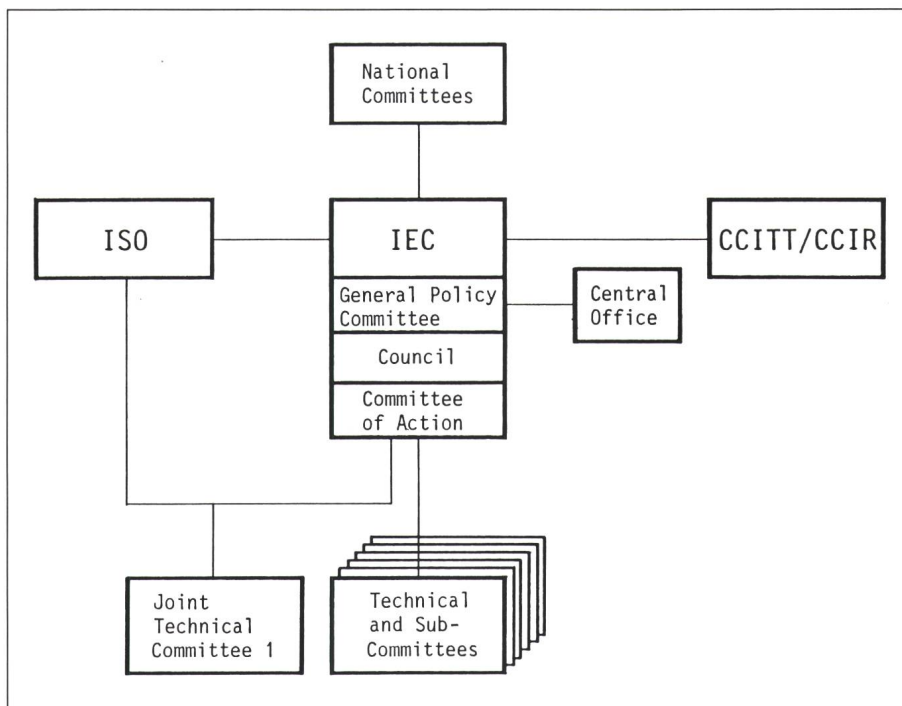 National
Committees
ISO
IEC
CCITT/CCIR
General Policy
Committee
Central
Office
Council
Committee
of Action
Joint
Technical
Committee 1
Technical
and Sub-
Committees